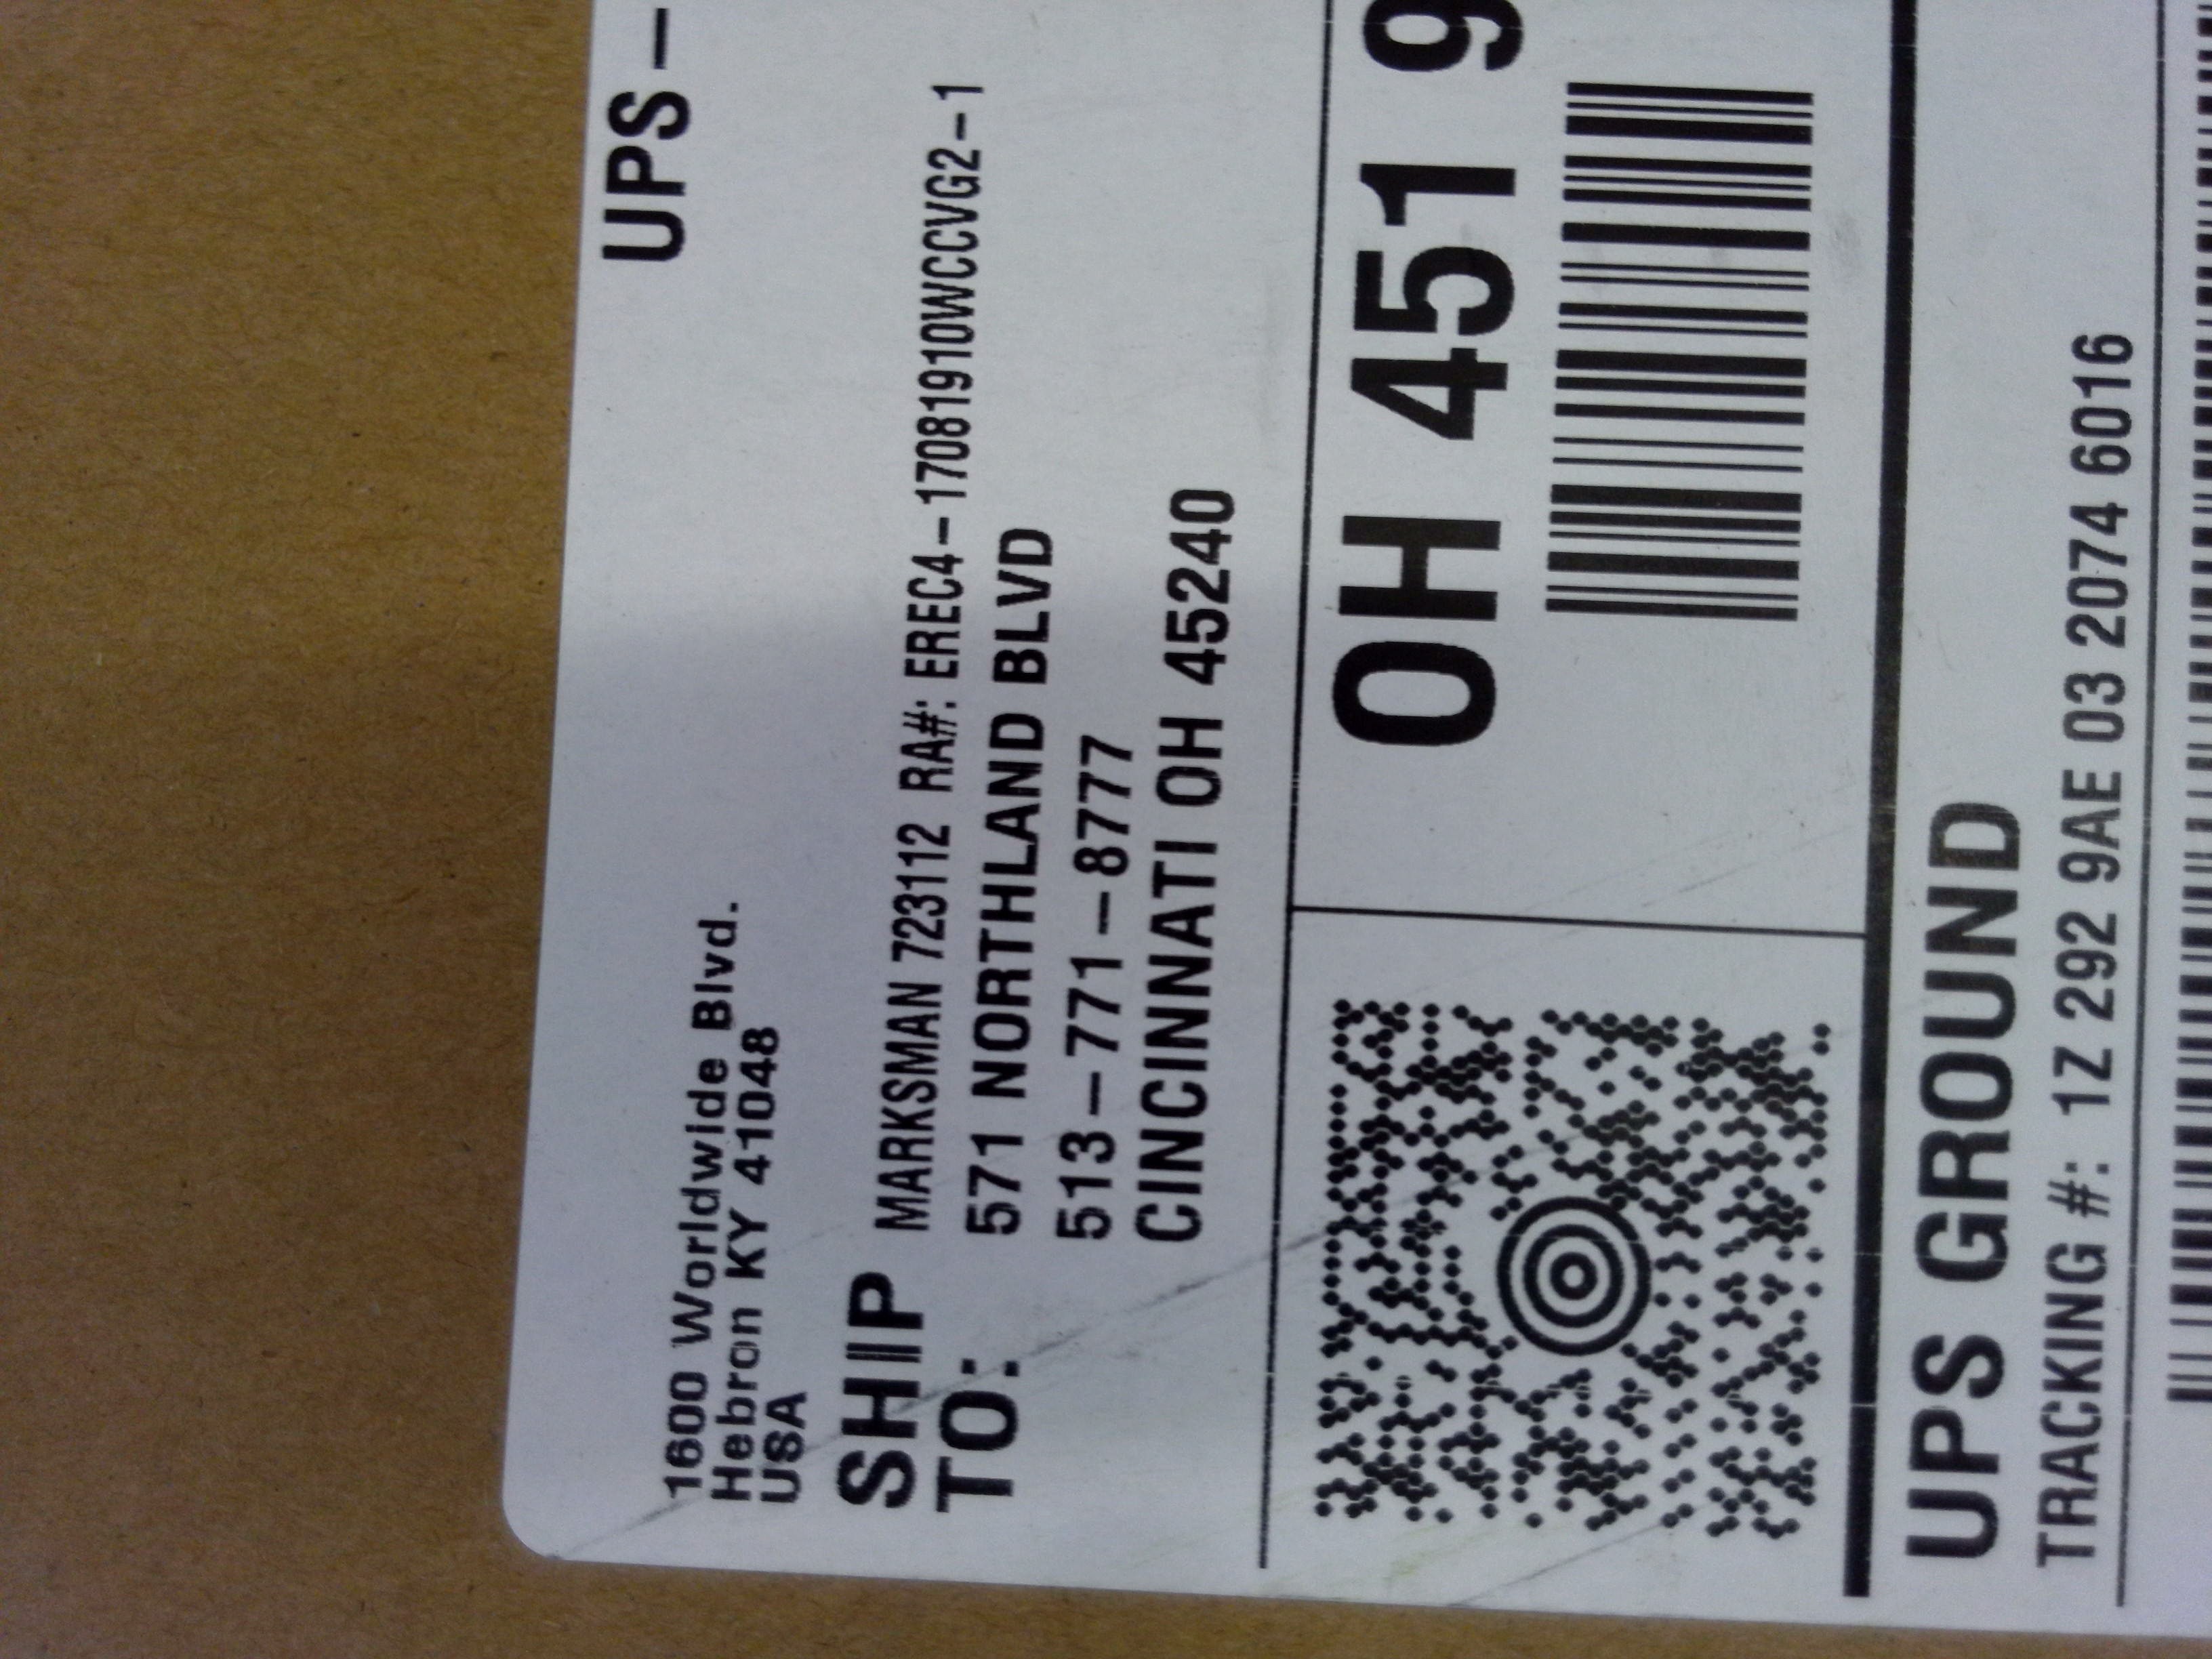 UPS –
1600 Worldwide Blvd.
Hebron KY 41048
USA
SHIP
TO:
MARKSMAN 723112 RA#: EREC4–17081910WCCVG2–1
571 NORTHLAND BLVD
513–771–8777
CINCINNATI OH 45240
OH 451 9
UPS GROUND
TRACKING #: 1Z 292 9AE 03 2074 6016